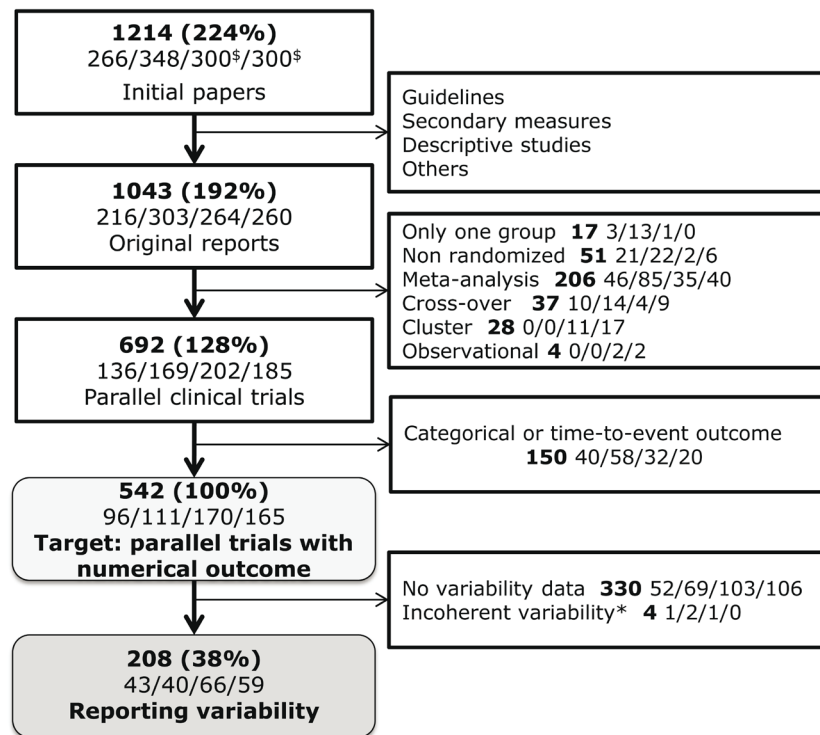 1214 (224%)
266/348/300$/300$
Initial papers
Guidelines
Secondary measures
Descriptive studies
Others
1043 (192%)
216/303/264/260
Original reports
Only one group 17 3/13/1/0
Non randomized 51 21/22/2/6
Meta-analysis 206 46/85/35/40
Cross-over 37 10/14/4/9
Cluster 28 0/0/11/17
Observational 4 0/0/2/2
692 (128%)
136/169/202/185
Parallel clinical trials
Categorical or time-to-event outcome
150 40/58/32/20
542 (100%)
96/111/170/165
Target: parallel trials with
numerical outcome
No variability data 330 52/69/103/106
Incoherent variability* 4 1/2/1/0
208 (38%)
43/40/66/59
Reporting variability